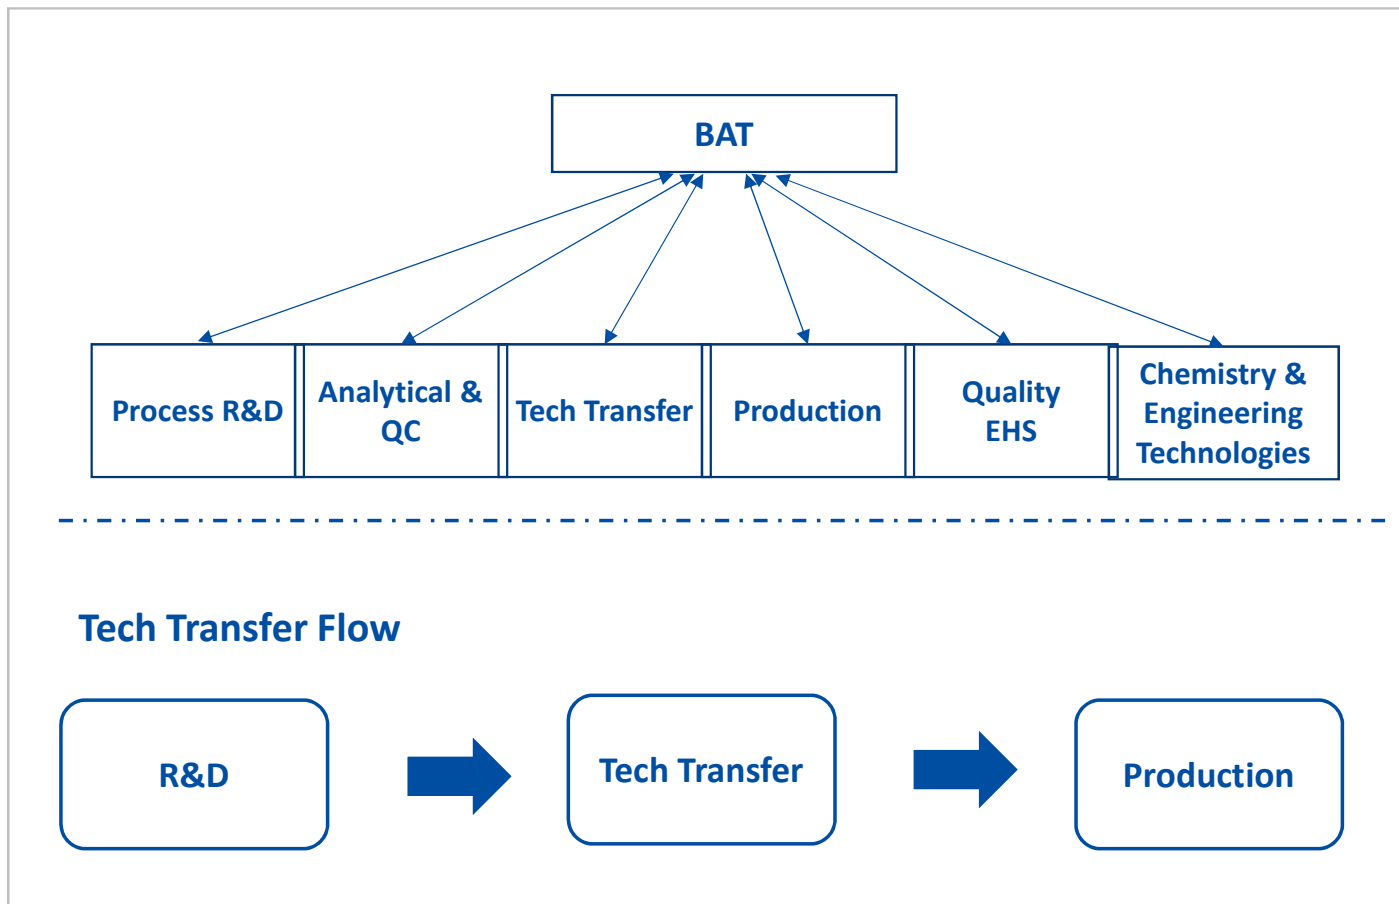 BAT
Process R&D
Analytical &
QC
Tech Transfer
Production
Quality
EHS
Chemistry &
Engineering
Technologies
Tech Transfer Flow
R&D
Tech Transfer
Production